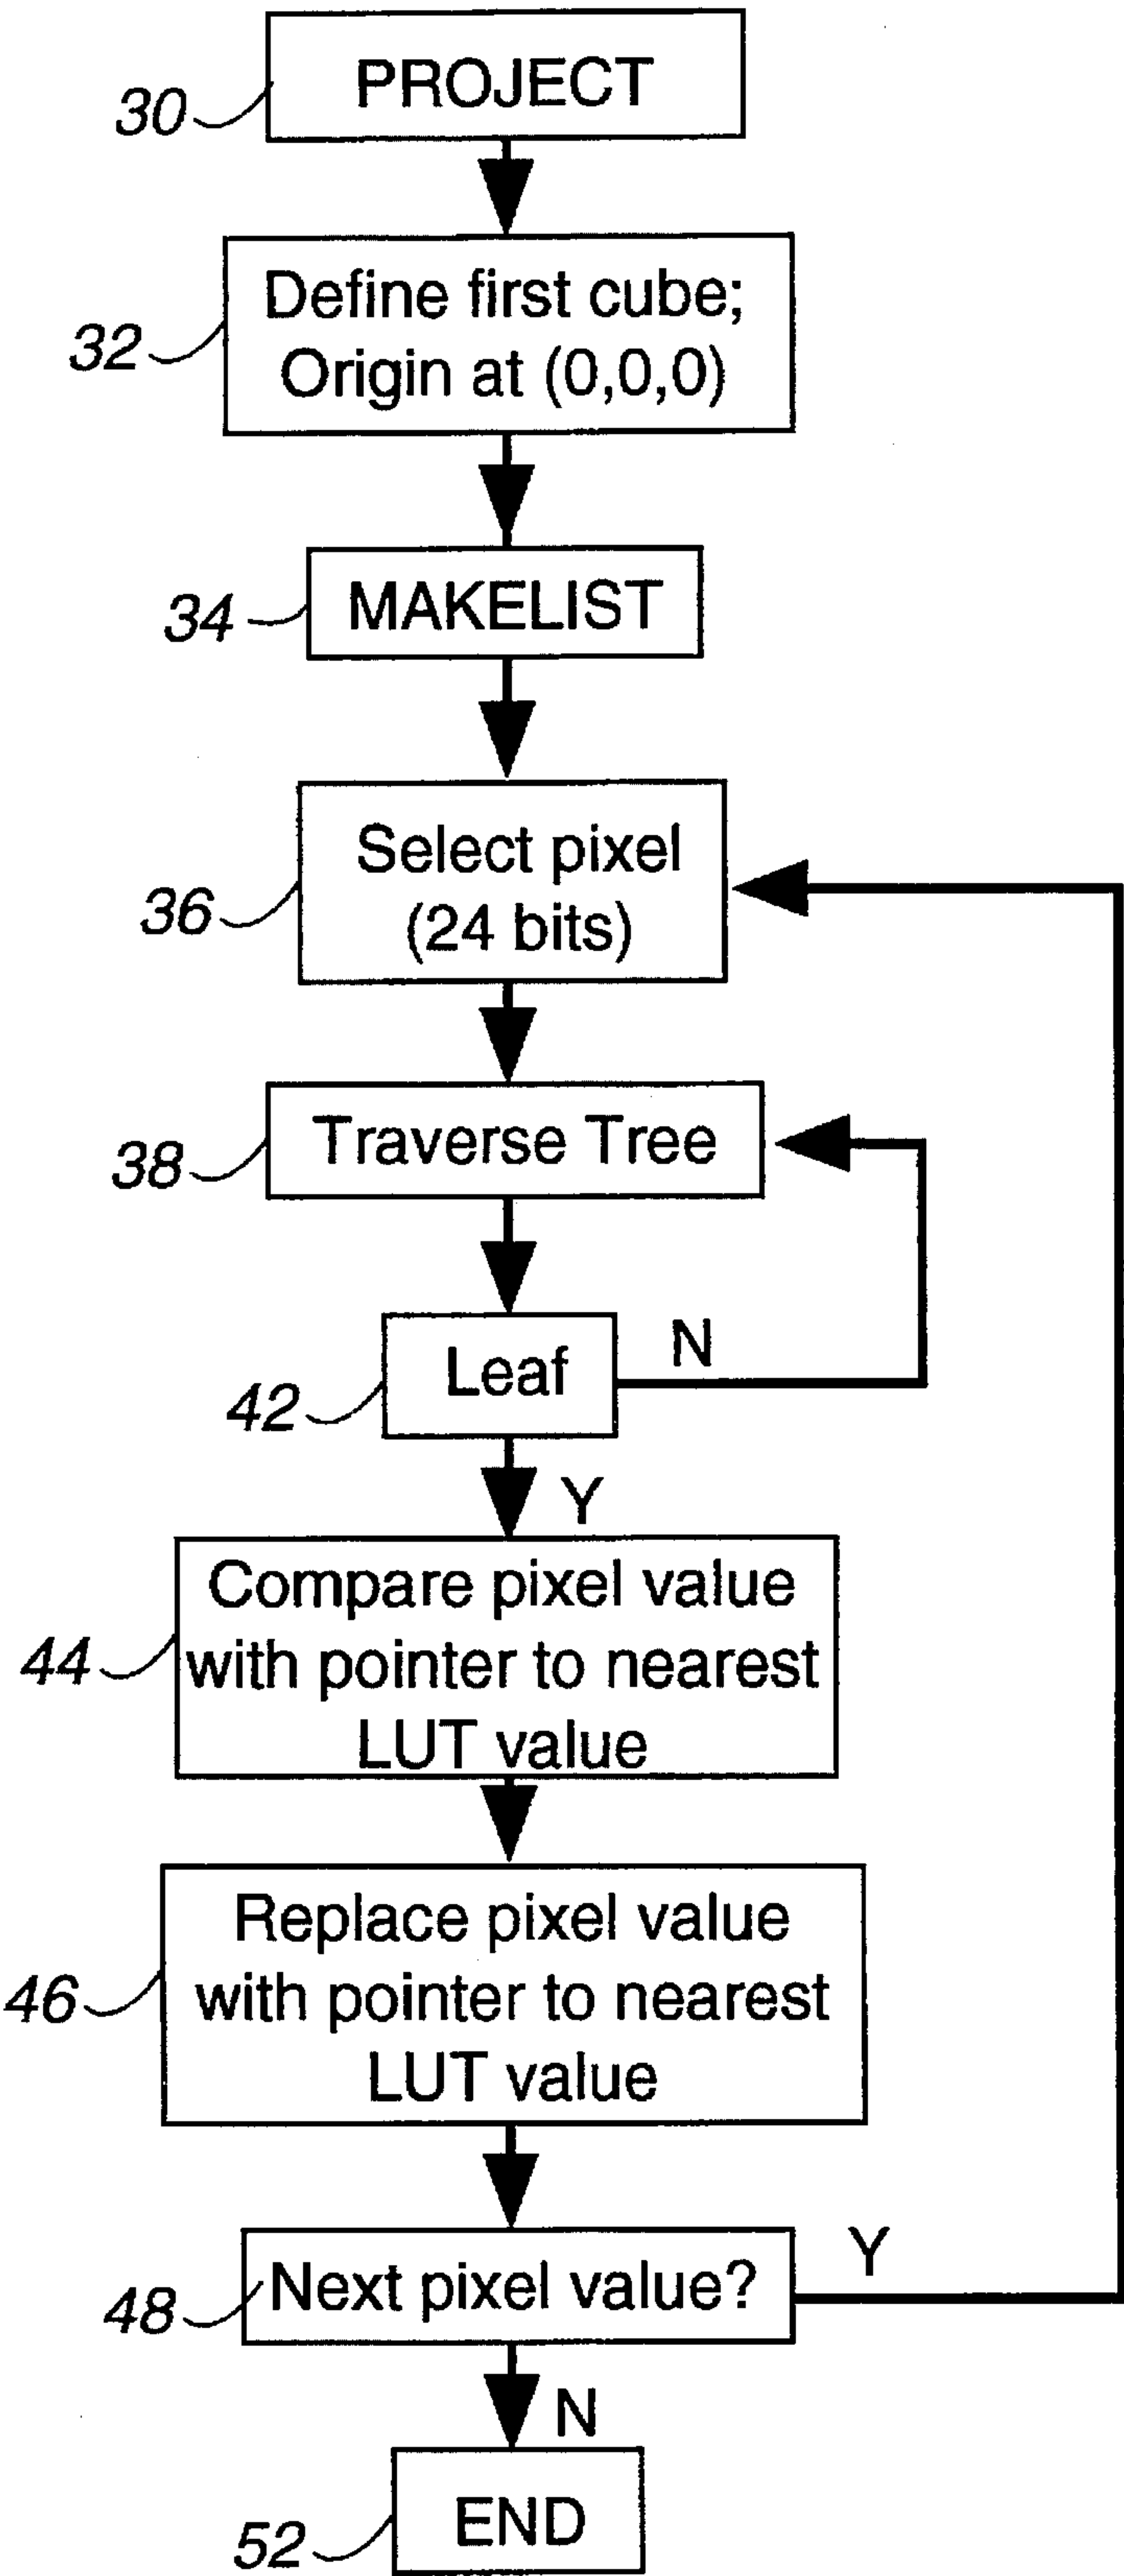 PROJECT
30
Define first cube;
Origin at (0,0,0)
32
MAKELIST
34
Select pixel
(24 bits)
36
Traverse Tree
38
Leaf
N
42
Y
Compare pixel value
with pointer to nearest
LUT value
44
Replace pixel value
with pointer to nearest
LUT value
46
Next pixel value?
Y
48
N
END
52